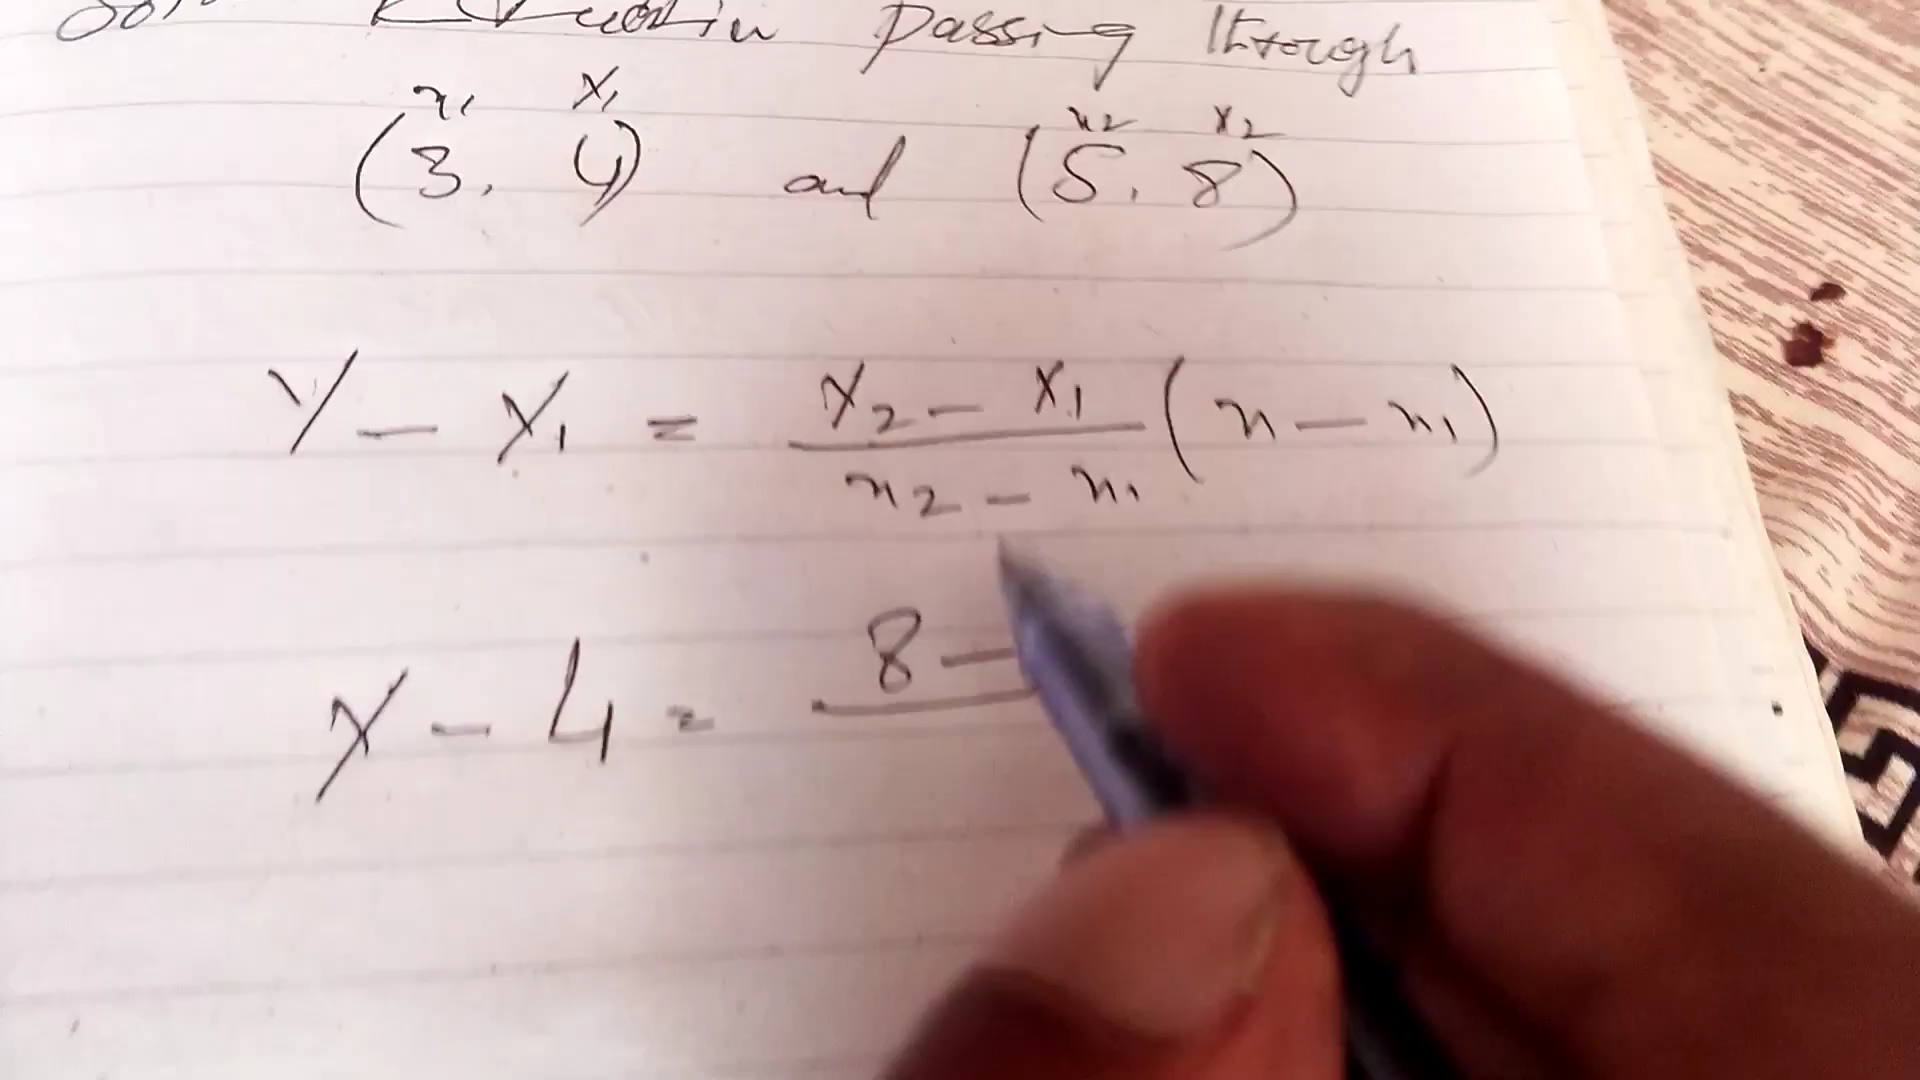 passing through
x1 y1 x2 y2
(3, 4) and (5, 8)
y - y1 = y2 - y1 / x2 - x1 (x - x1)
y - 4 = 8 -